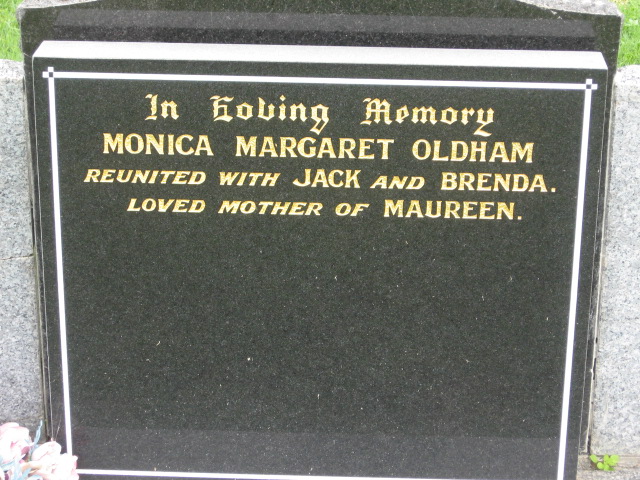 In Loving Memory
MONICA MARGARET OLDHAM
REUNITED WITH JACK AND BRENDA.
LOVED MOTHER OF MAUREEN.